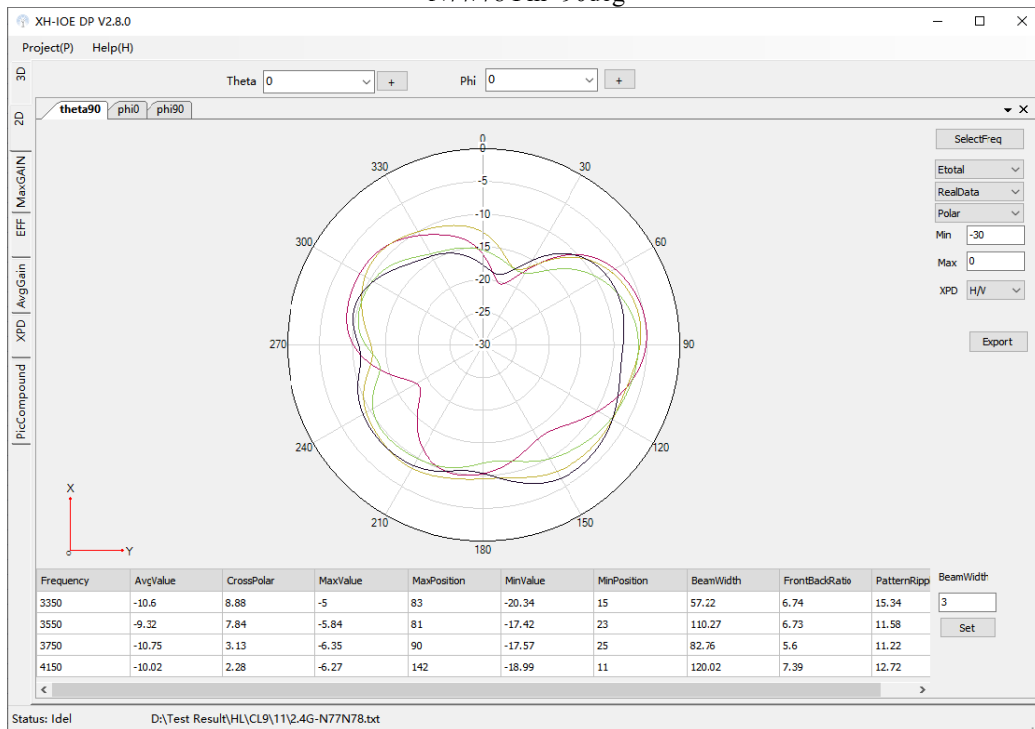 XH-IOE DP V2.8.0
Project(P) Help(H)
3D
2D
MaxGAIN
EFF
AvgGain
XPD
PicCompound
Theta 0 + Phi 0 +
theta90 phi0 phi90
0
0
330 30
-5
-10
300 60
-15
-20
-25
270 -30 90
240 120
210 150
180
X
Y
SelectFreq
Etotal
RealData
Polar
Min -30
Max 0
XPD H/V
Export
Frequency AvgValue CrossPolar MaxValue MaxPosition MinValue MinPosition BeamWidth FrontBackRatio PatternRipp
3350 -10.6 8.88 -5 83 -20.34 15 57.22 6.74 15.34
3550 -9.32 7.84 -5.84 81 -17.42 23 110.27 6.73 11.58
3750 -10.75 3.13 -6.35 90 -17.57 25 82.76 5.6 11.22
4150 -10.02 2.28 -6.27 142 -18.99 11 120.02 7.39 12.72
BeamWidth
3
Set
Status: Idel D:\Test Result\HL\CL9\11\2.4G-N77N78.txt